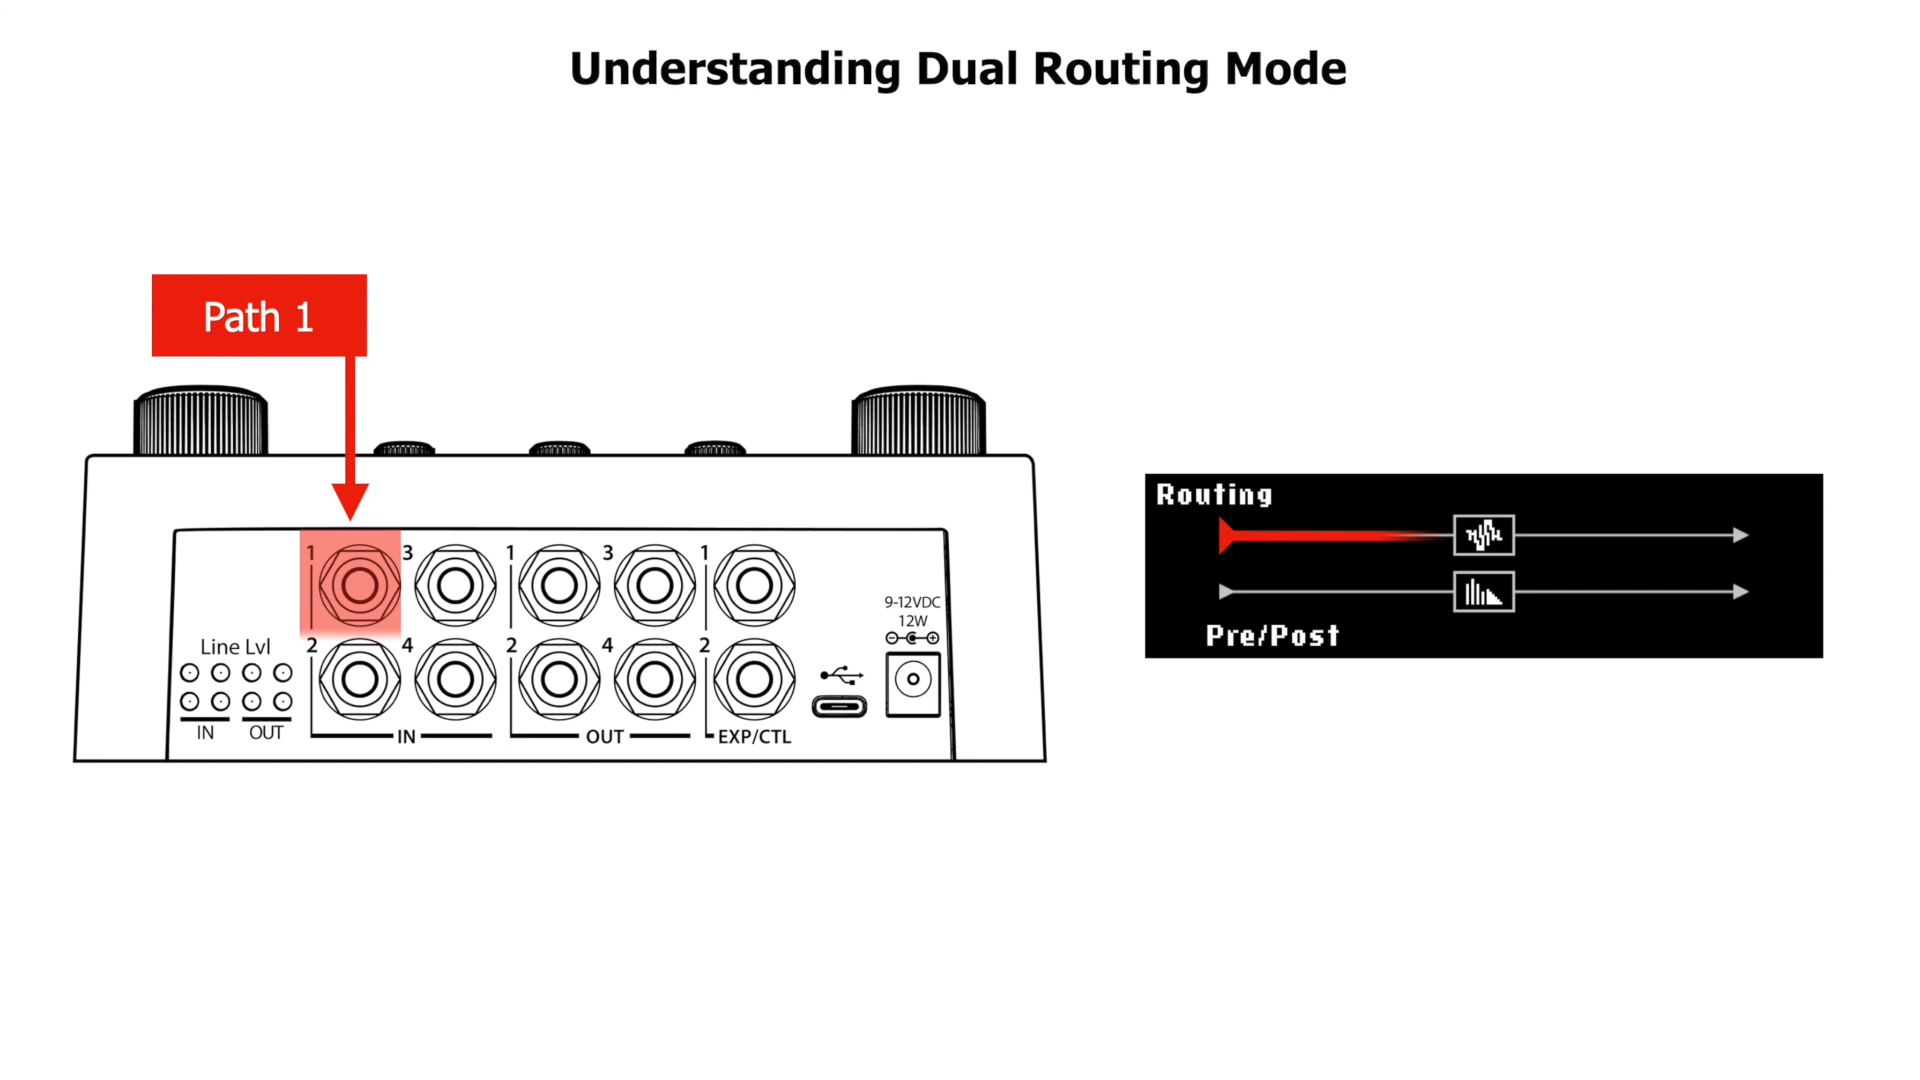 Understanding Dual Routing Mode
Path 1
Routing
Pre/Post
1 3 1 3 1
9-12VDC
12W
Line Lvl
2 4 2 4 2
IN OUT
IN OUT EXP/CTL